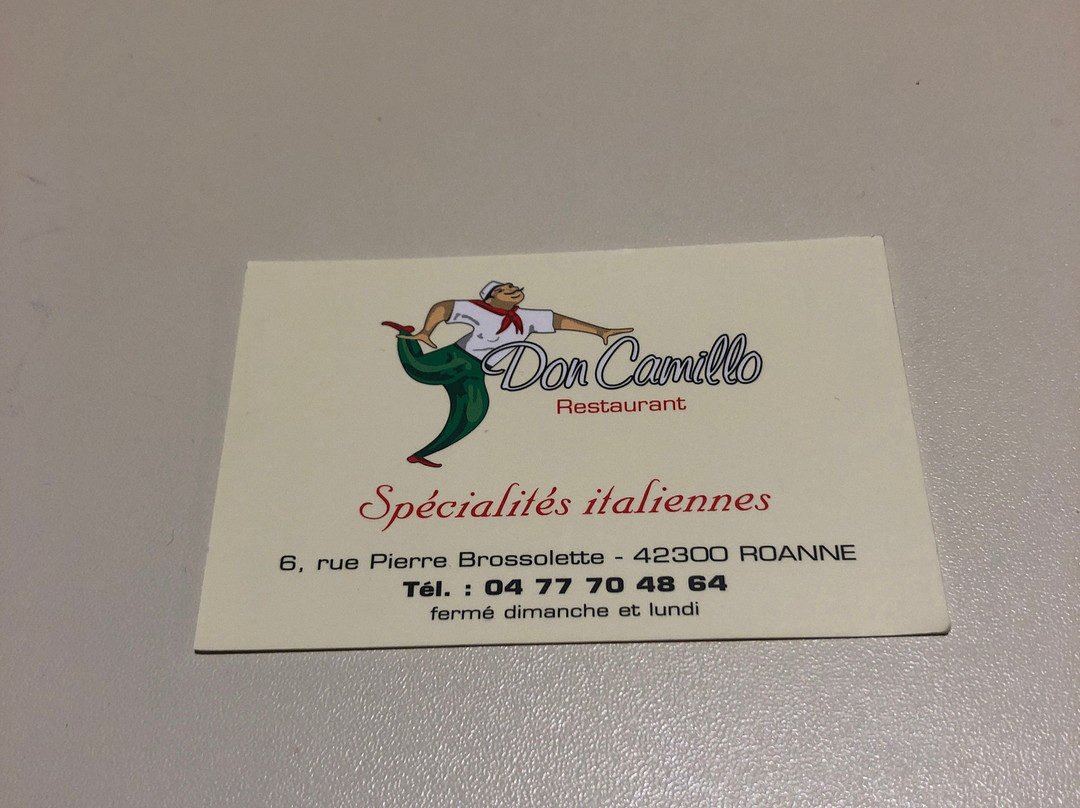 Don Camillo
Restaurant
Spécialités italiennes
6, rue Pierre Brossolette - 42300 ROANNE
Tél. : 04 77 70 48 64
fermé dimanche et lundi